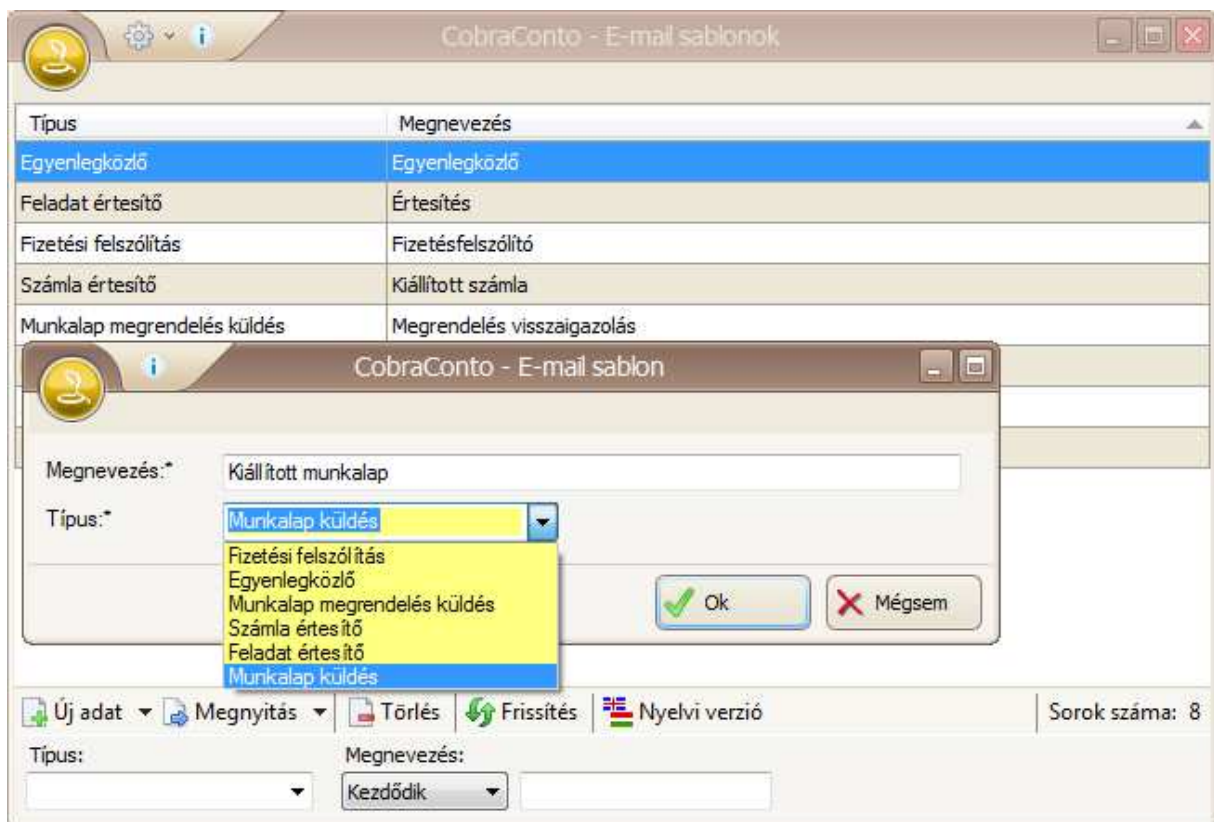 CobraConto - E-mail sablonok
Típus Megnevezés
Egyenlegközlő Egyenlegközlő
Feladat értesítő Értesítés
Fizetési felszólítás Fizetésfelszólító
Számla értesítő Kiállított számla
Munkalap megrendelés küldés Megrendelés visszaigazolás
CobraConto - E-mail sablon
Megnevezés:* Kiállított munkalap
Típus:* Munkalap küldés
Fizetési felszólítás
Egyenlegközlő
Munkalap megrendelés küldés
Számla értesítő
Feladat értesítő
Munkalap küldés
Ok Mégsem
Új adat Megnyitás Törlés Frissítés Nyelvi verzió Sorok száma: 8
Típus: Megnevezés:
Kezdődik